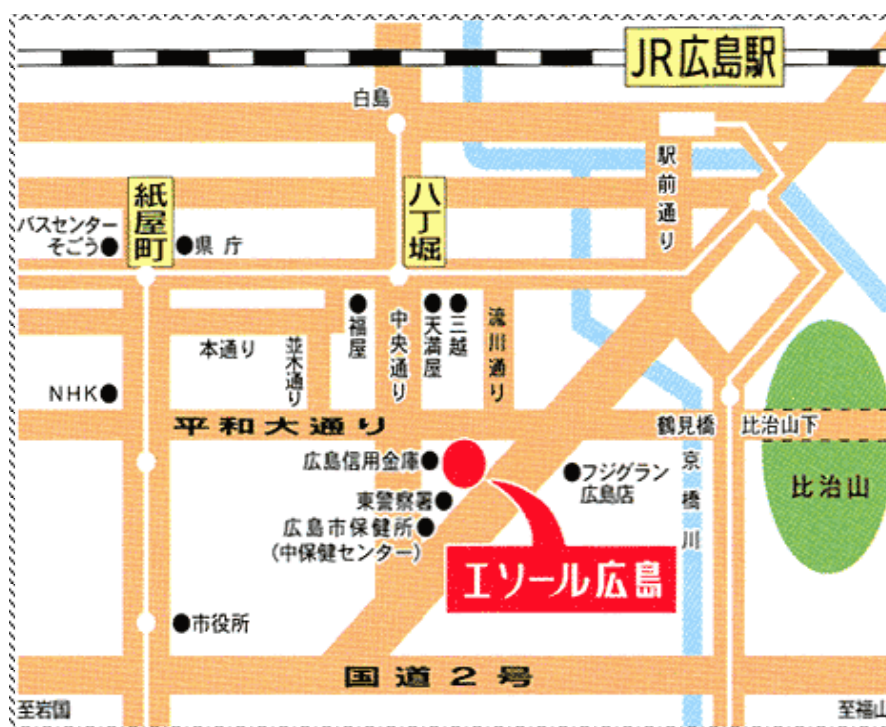 JR広島駅
白島
駅前通り
紙屋町
八丁堀
バスセンター
そごう
県庁
福屋
中央通り
天満屋
三越
流川通り
本通り
並木通り
NHK
平和大通り
鶴見橋
比治山下
広島信用金庫
フジグラン
広島店
京橋川
比治山
東警察署
広島市保健所
(中保健センター)
エソール広島
市役所
国道2号
至岩国
至福山